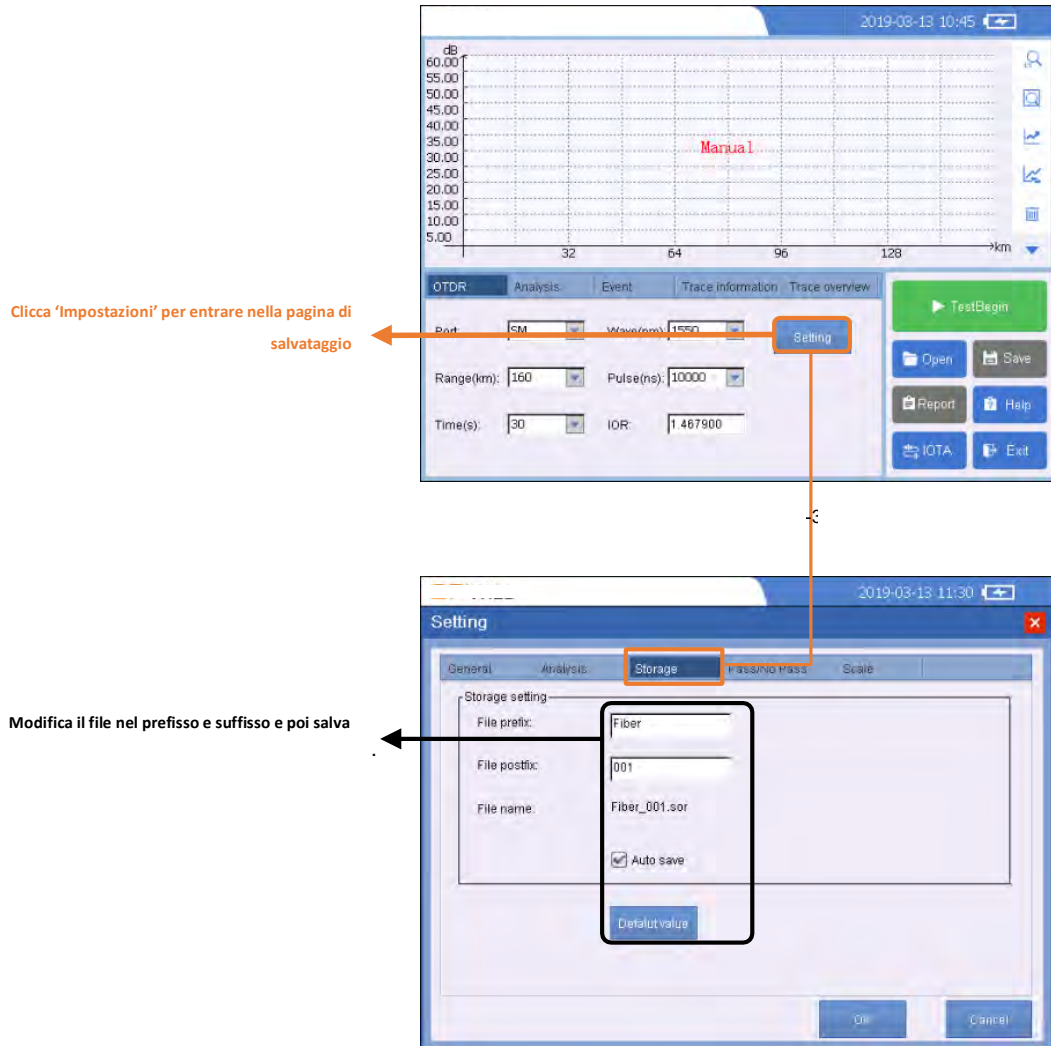 2019-03-13 10:45
dB
60.00
55.00
50.00
45.00
40.00
35.00
Manual
30.00
25.00
20.00
15.00
10.00
5.00
32 64 96 128 km
OTDR Analysis Event Trace information Trace overview
TestBegin
Clicca ‘Impostazioni’ per entrare nella pagina di
salvataggio
Port: SM Wave(nm): 1550 Setting
Open Save
Range(km): 160 Pulse(ns): 10000
Report Help
Time(s): 30 IOR: 1.467900
IOTA Exit
2019-03-13 11:30
Setting
General Analysis Storage Pass/No Pass Scale
Storage setting
Modifica il file nel prefisso e suffisso e poi salva
.
File prefix: Fiber
File postfix: 001
File name: Fiber_001.sor
Auto save
Defalut value
OK Cancel